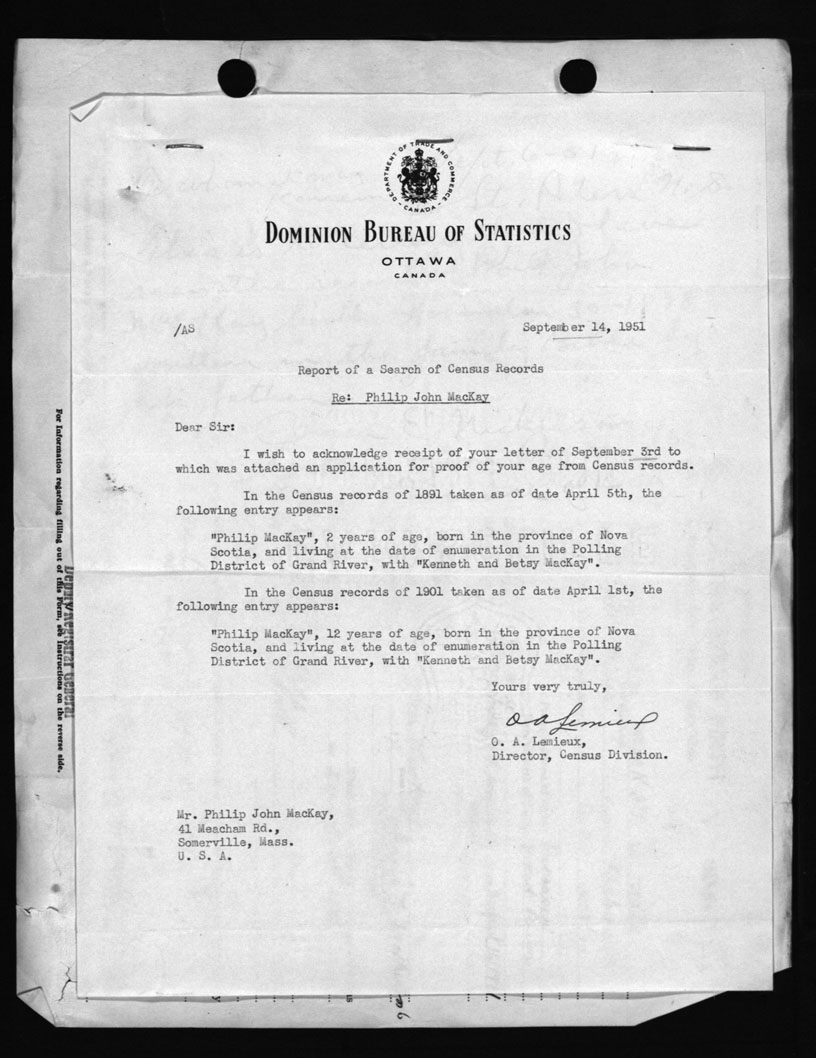 DEPARTMENT OF TRADE AND COMMERCE
CANADA
DOMINION BUREAU OF STATISTICS
OTTAWA
CANADA
/AS
September 14, 1951
Report of a Search of Census Records
Re: Philip John MacKay
Dear Sir:
I wish to acknowledge receipt of your letter of September 3rd to
which was attached an application for proof of your age from Census records.
In the Census records of 1891 taken as of date April 5th, the
following entry appears:
"Philip MacKay", 2 years of age, born in the province of Nova
Scotia, and living at the date of enumeration in the Polling
District of Grand River, with "Kenneth and Betsy MacKay".
In the Census records of 1901 taken as of date April 1st, the
following entry appears:
"Philip MacKay", 12 years of age, born in the province of Nova
Scotia, and living at the date of enumeration in the Polling
District of Grand River, with "Kenneth and Betsy MacKay".
Yours very truly,
O A Lemieux
O. A. Lemieux,
Director, Census Division.
Mr. Philip John MacKay,
41 Meacham Rd.,
Somerville, Mass.
U. S. A.
Deputy Registrar General
For Information regarding filling out of this Form, see Instructions on the reverse side.